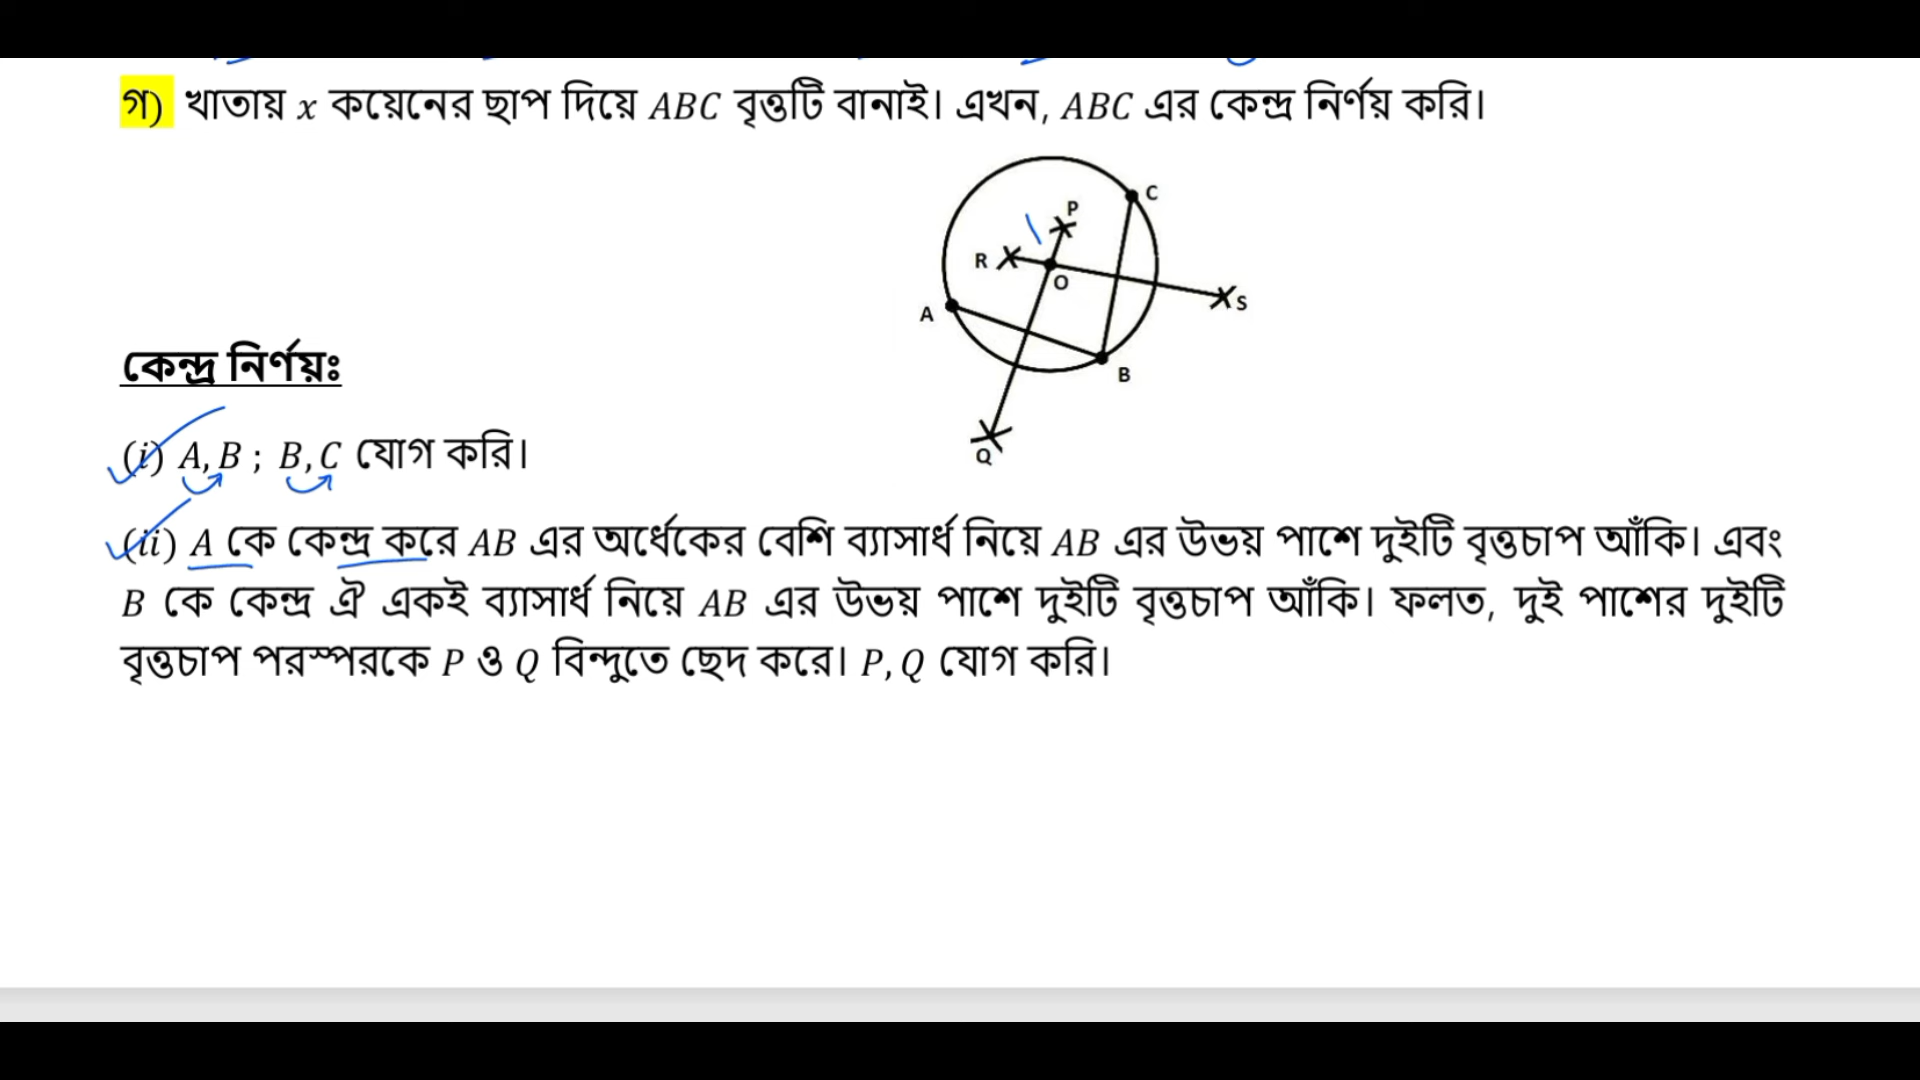 গ) খাতায় x কয়েনের ছাপ দিয়ে ABC বৃত্তটি বানাই। এখন, ABC এর কেন্দ্র নির্ণয় করি।
C
P
R
O
S
A
B
Q
কেন্দ্র নির্ণয়ঃ
(i) A, B ; B, C যোগ করি।
(ii) A কে কেন্দ্র করে AB এর অর্ধেকের বেশি ব্যাসার্ধ নিয়ে AB এর উভয় পাশে দুইটি বৃত্তচাপ আঁকি। এবং
B কে কেন্দ্র ঐ একই ব্যাসার্ধ নিয়ে AB এর উভয় পাশে দুইটি বৃত্তচাপ আঁকি। ফলত, দুই পাশের দুইটি
বৃত্তচাপ পরস্পরকে P ও Q বিন্দুতে ছেদ করে। P, Q যোগ করি।